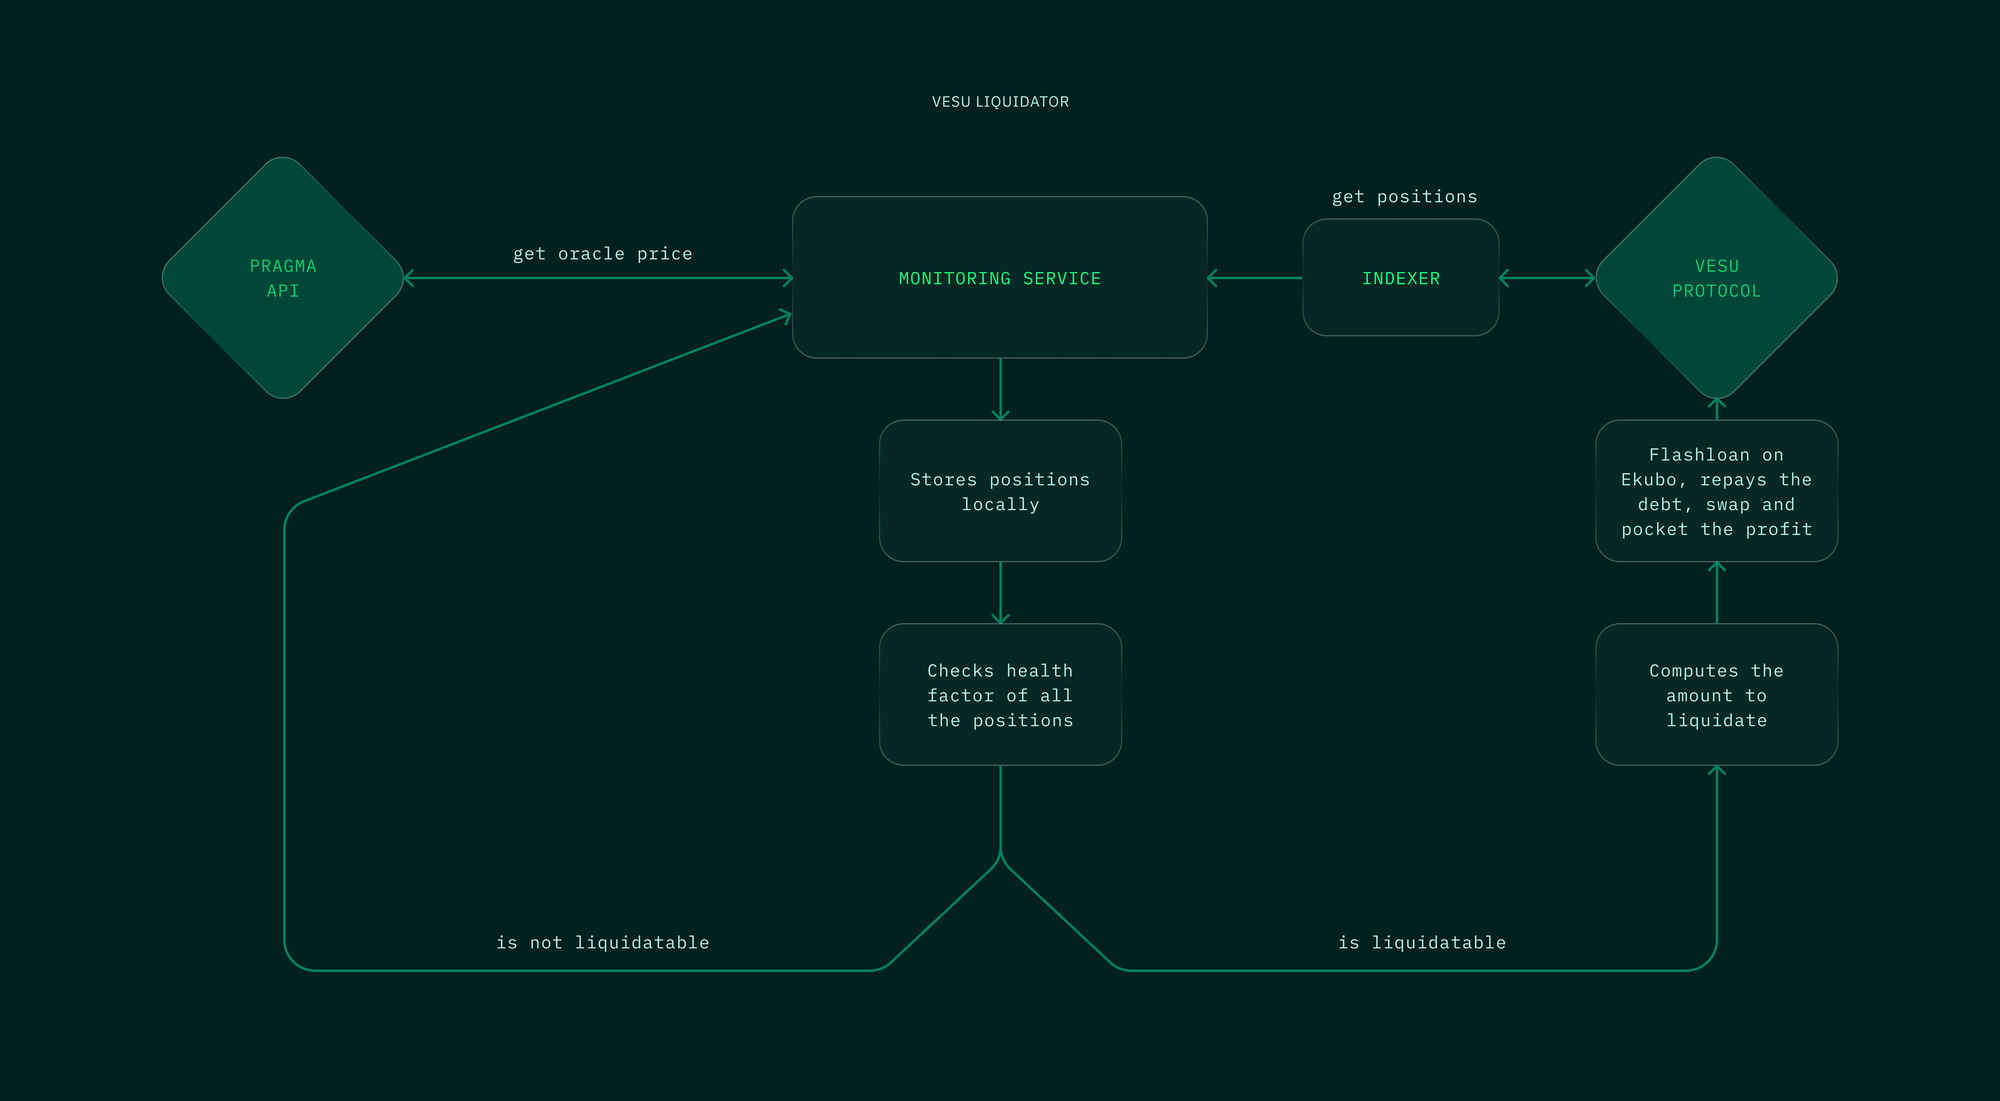 VESU LIQUIDATOR
get positions
get oracle price
PRAGMA
API
MONITORING SERVICE
INDEXER
VESU
PROTOCOL
Stores positions
locally
Flashloan on
Ekubo, repays the
debt, swap and
pocket the profit
Checks health
factor of all
the positions
Computes the
amount to
liquidate
is not liquidatable
is liquidatable